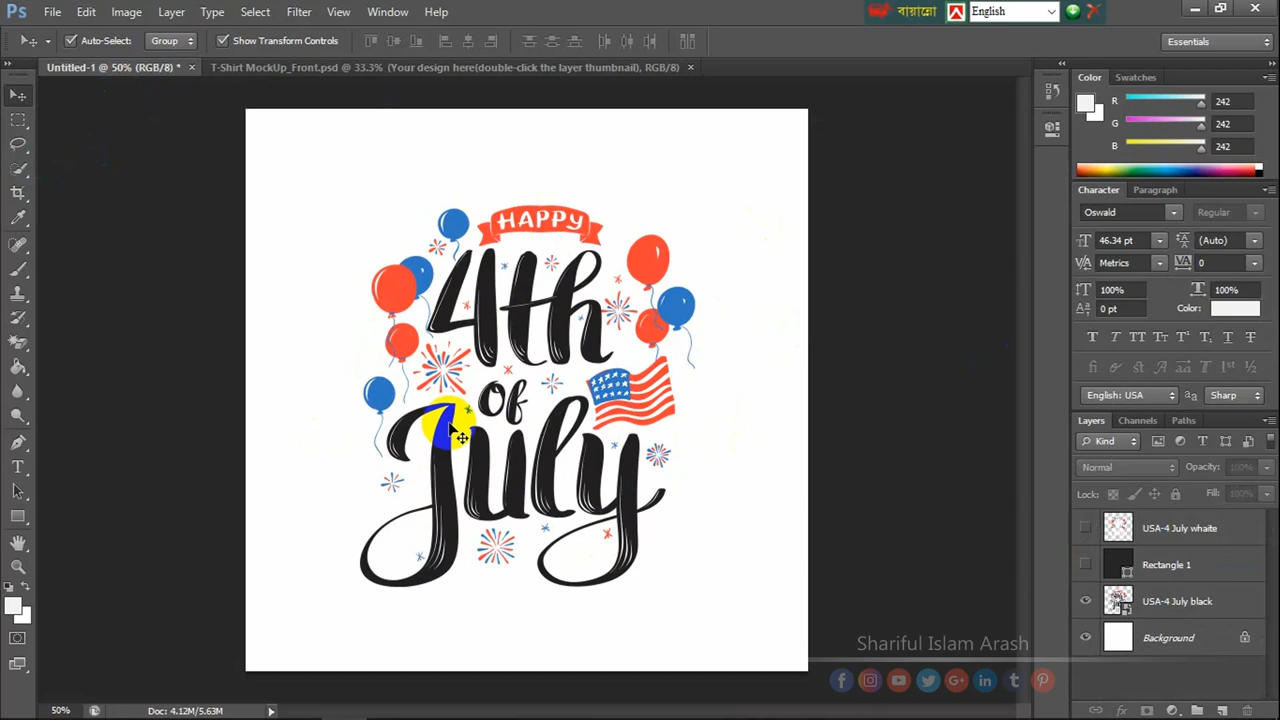 Ps File Edit Image Layer Type Select Filter View Window Help
বায়ান্নো English
Auto-Select: Group Show Transform Controls Essentials
Untitled-1 @ 50% (RGB/8) * × T-Shirt MockUp_Front.psd @ 33.3% (Your design here(double-click the layer thumbnail), RGB/8) ×
Color Swatches
R 242
G 242
B 242
Character Paragraph
Oswald Regular
46.34 pt (Auto)
Metrics 0
100% 100%
0 pt Color:
English: USA Sharp
Layers Channels Paths
Kind
Normal Opacity: 100%
Lock: Fill: 100%
USA-4 July whaite
Rectangle 1
USA-4 July black
Background
HAPPY
4th
of
July
Shariful Islam Arash
50% Doc: 4.12M/5.63M